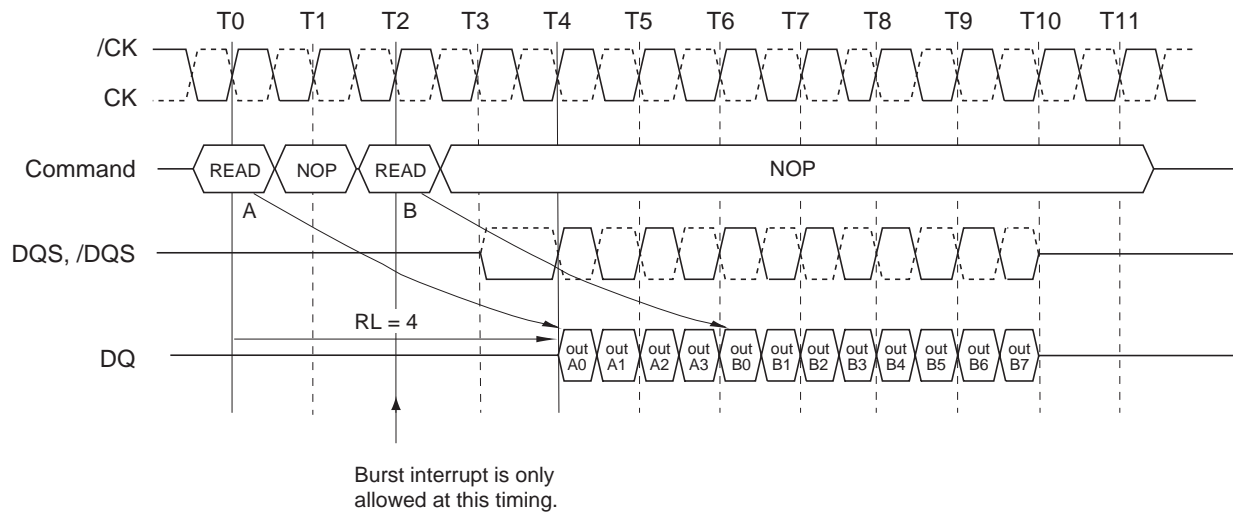 T0 T1 T2 T3 T4 T5 T6 T7 T8 T9 T10 T11
/CK
CK
Command READ NOP READ NOP
A B
DQS, /DQS
RL = 4
DQ out A0 out A1 out A2 out A3 out B0 out B1 out B2 out B3 out B4 out B5 out B6 out B7
Burst interrupt is only
allowed at this timing.